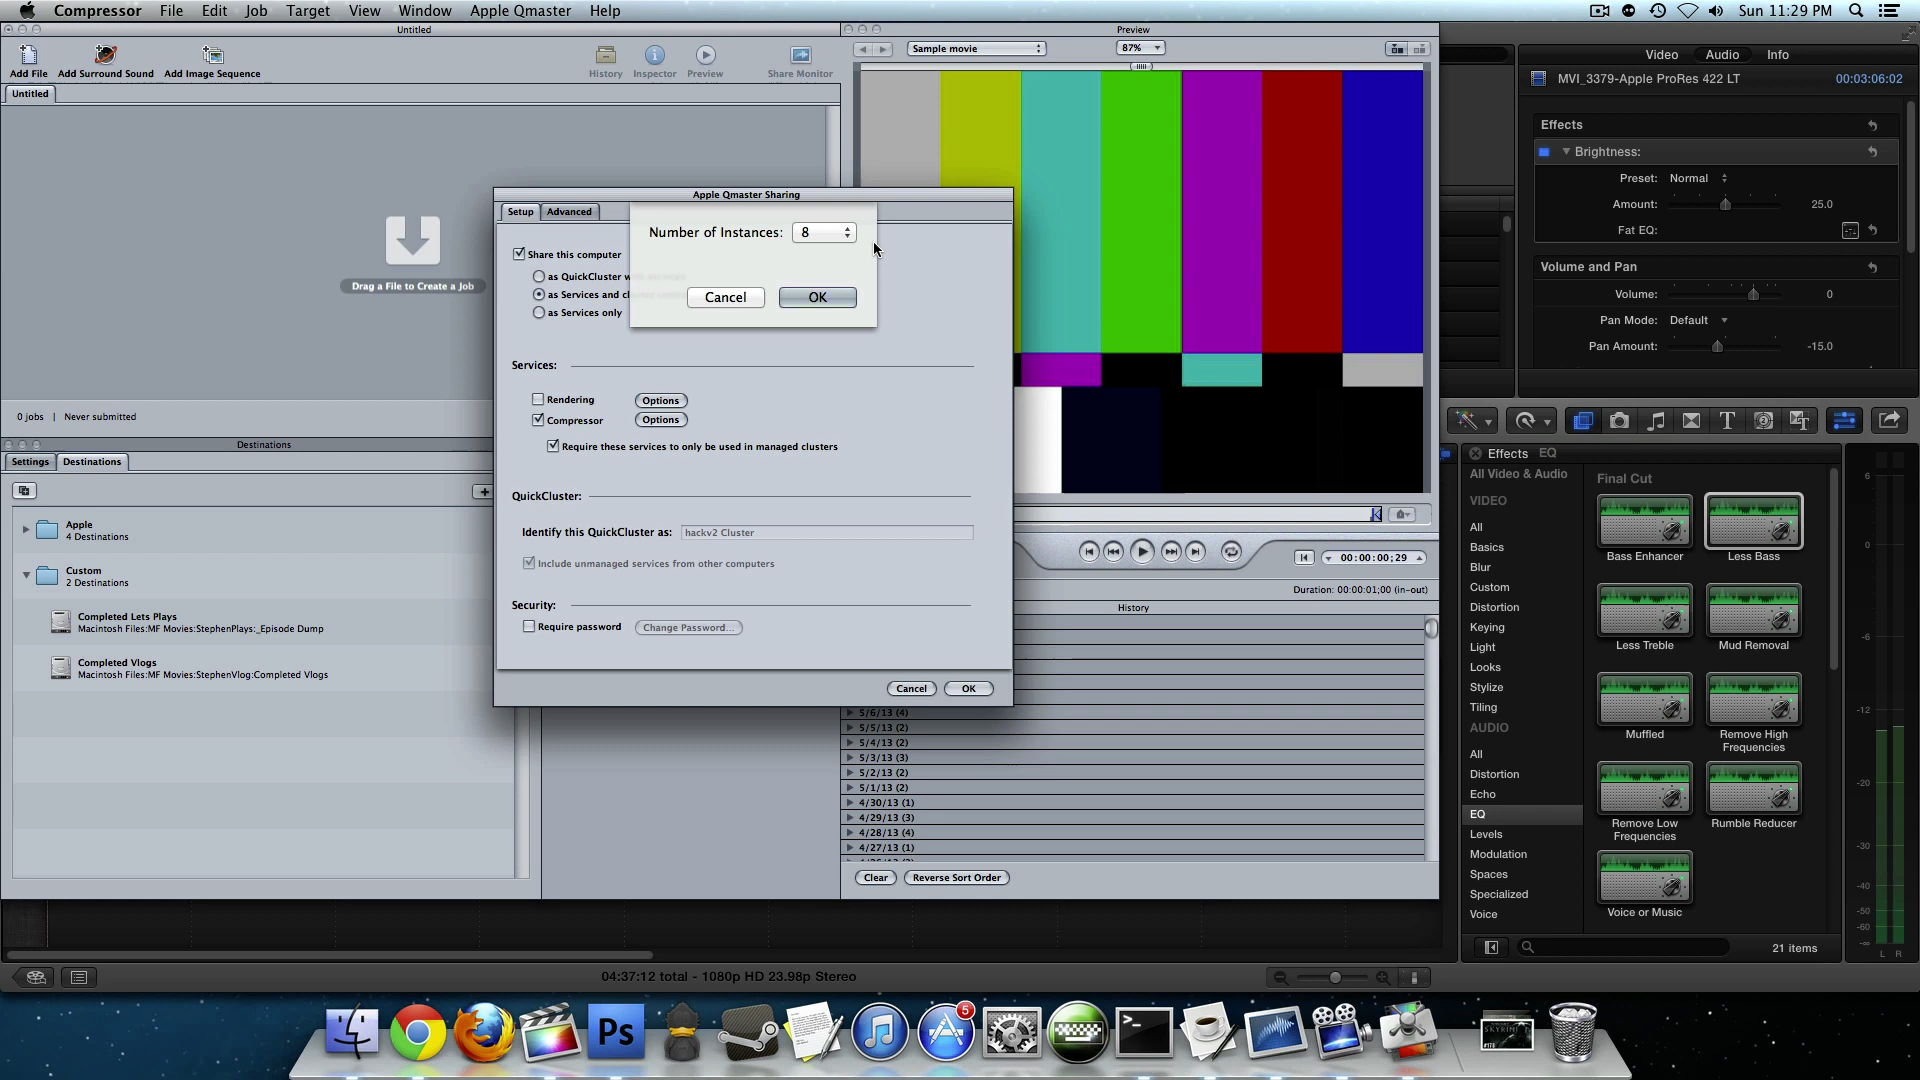 Compressor File Edit Job Target View Window Apple Qmaster Help
Sun 11:29 PM
Untitled
Add File Add Surround Sound Add Image Sequence History Inspector Preview Share Monitor
Untitled
Drag a File to Create a Job
0 jobs | Never submitted
Destinations
Settings Destinations
Apple
4 Destinations
Custom
2 Destinations
Completed Lets Plays
Macintosh Files:MF Movies:StephenPlays:_Episode Dump
Completed Vlogs
Macintosh Files:MF Movies:StephenVlog:Completed Vlogs
Apple Qmaster Sharing
Setup Advanced
Number of Instances: 8
Cancel OK
Share this computer
as QuickCluster w
as Services and cl
as Services only
Services:
Rendering Options
Compressor Options
Require these services to only be used in managed clusters
QuickCluster:
Identify this QuickCluster as: hackv2 Cluster
Include unmanaged services from other computers
Security:
Require password Change Password...
Cancel OK
Preview
Sample movie 87%
00:00:00;29
Duration: 00:00:01;00 (in-out)
History
5/6/13 (4)
5/5/13 (2)
5/4/13 (2)
5/3/13 (3)
5/2/13 (2)
5/1/13 (2)
4/30/13 (1)
4/29/13 (3)
4/28/13 (4)
4/27/13 (1)
Clear Reverse Sort Order
Video Audio Info
MVI_3379-Apple ProRes 422 LT 00:03:06:02
Effects
Brightness:
Preset: Normal
Amount: 25.0
Fat EQ:
Volume and Pan
Volume: 0
Pan Mode: Default
Pan Amount: -15.0
Effects EQ
All Video & Audio
VIDEO
All
Basics
Blur
Custom
Distortion
Keying
Light
Looks
Stylize
Tiling
AUDIO
All
Distortion
Echo
EQ
Levels
Modulation
Spaces
Specialized
Voice
Final Cut
Bass Enhancer Less Bass
Less Treble Mud Removal
Muffled Remove High Frequencies
Remove Low Frequencies Rumble Reducer
Voice or Music
21 items
6
0
-6
-12
-20
-30
-40
-50
-60
-∞
L R
04:37:12 total - 1080p HD 23.98p Stereo
Ps
5
SKYRIM